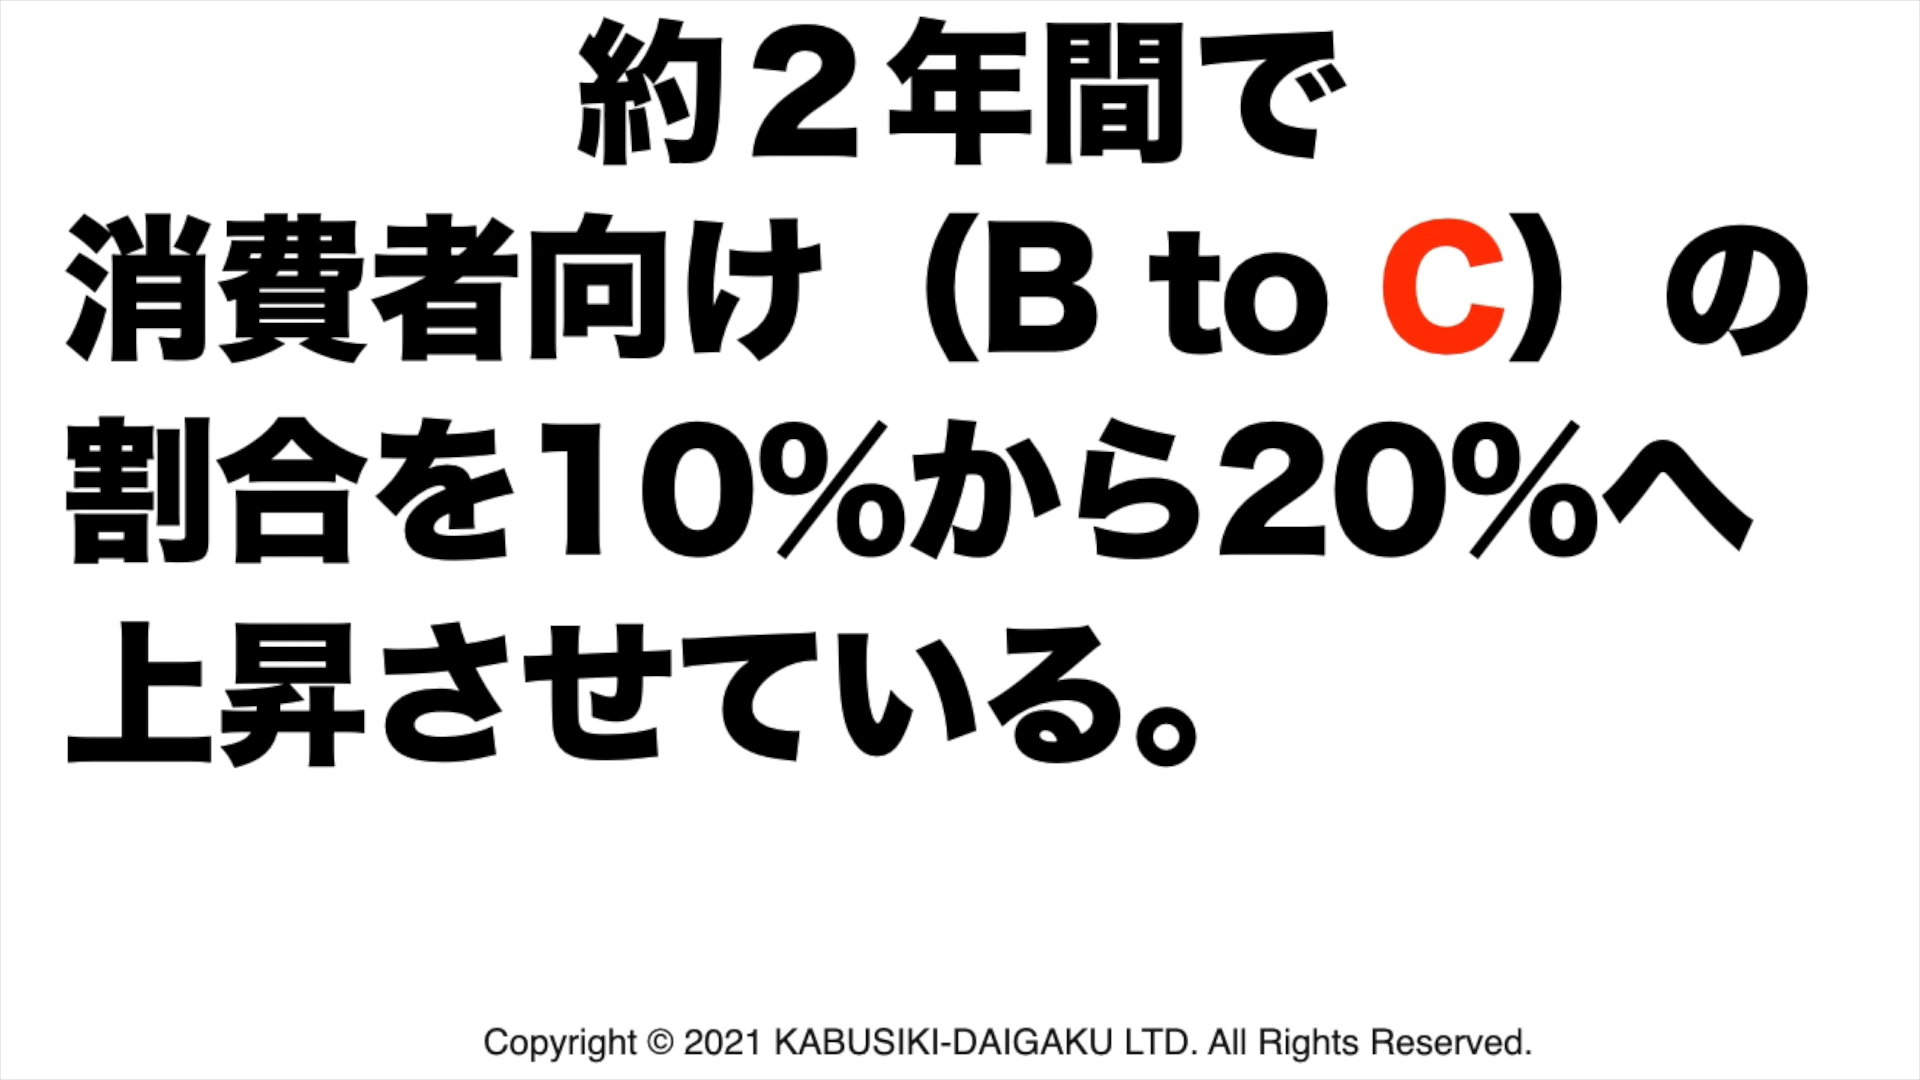 約２年間で
消費者向け（B to C）の
割合を10%から20%へ
上昇させている。
Copyright © 2021 KABUSIKI-DAIGAKU LTD. All Rights Reserved.